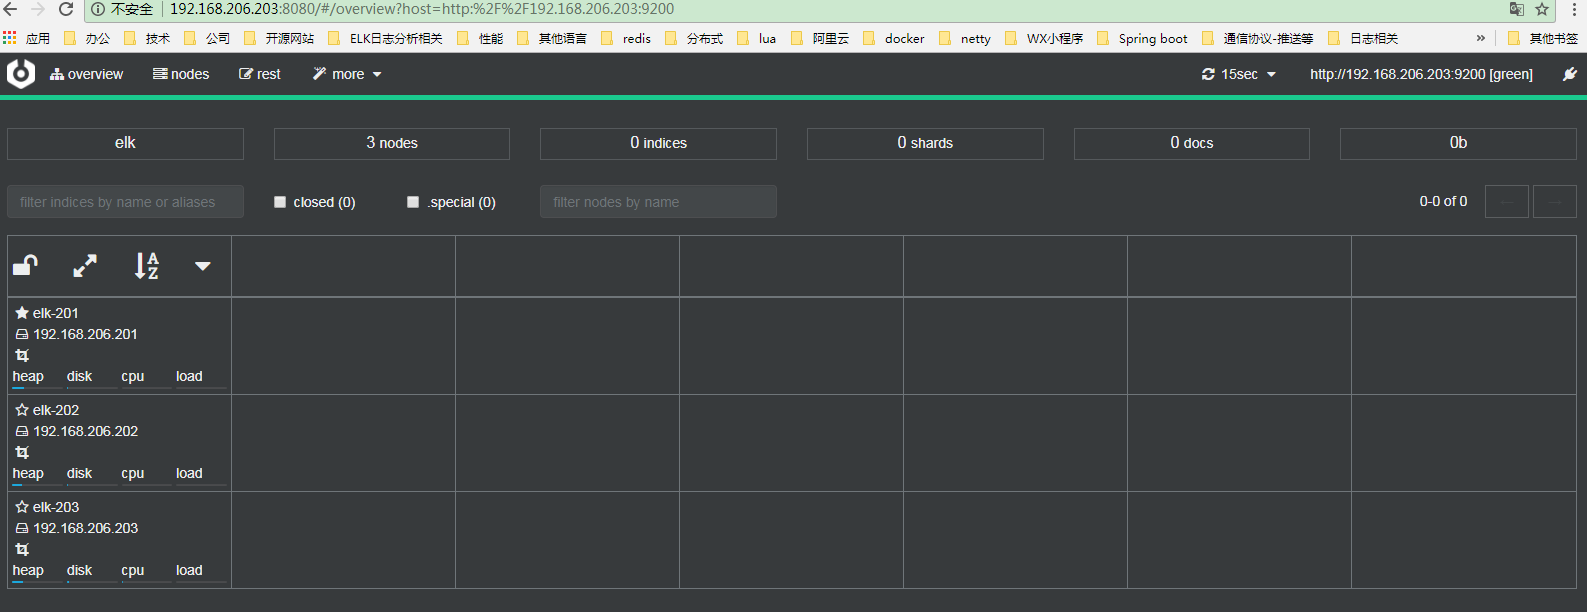 不安全 192.168.206.203:8080/#/overview?host=http:%2F%2F192.168.206.203:9200
应用 办公 技术 公司 开源网站 ELK日志分析相关 性能 其他语言 redis 分布式 lua 阿里云 docker netty WX小程序 Spring boot 通信协议-推送等 日志相关 » 其他书签
overview nodes rest more 15sec http://192.168.206.203:9200 [green]
elk 3 nodes 0 indices 0 shards 0 docs 0b
filter indices by name or aliases closed (0) .special (0) filter nodes by name 0-0 of 0
elk-201
192.168.206.201
heap disk cpu load
elk-202
192.168.206.202
heap disk cpu load
elk-203
192.168.206.203
heap disk cpu load